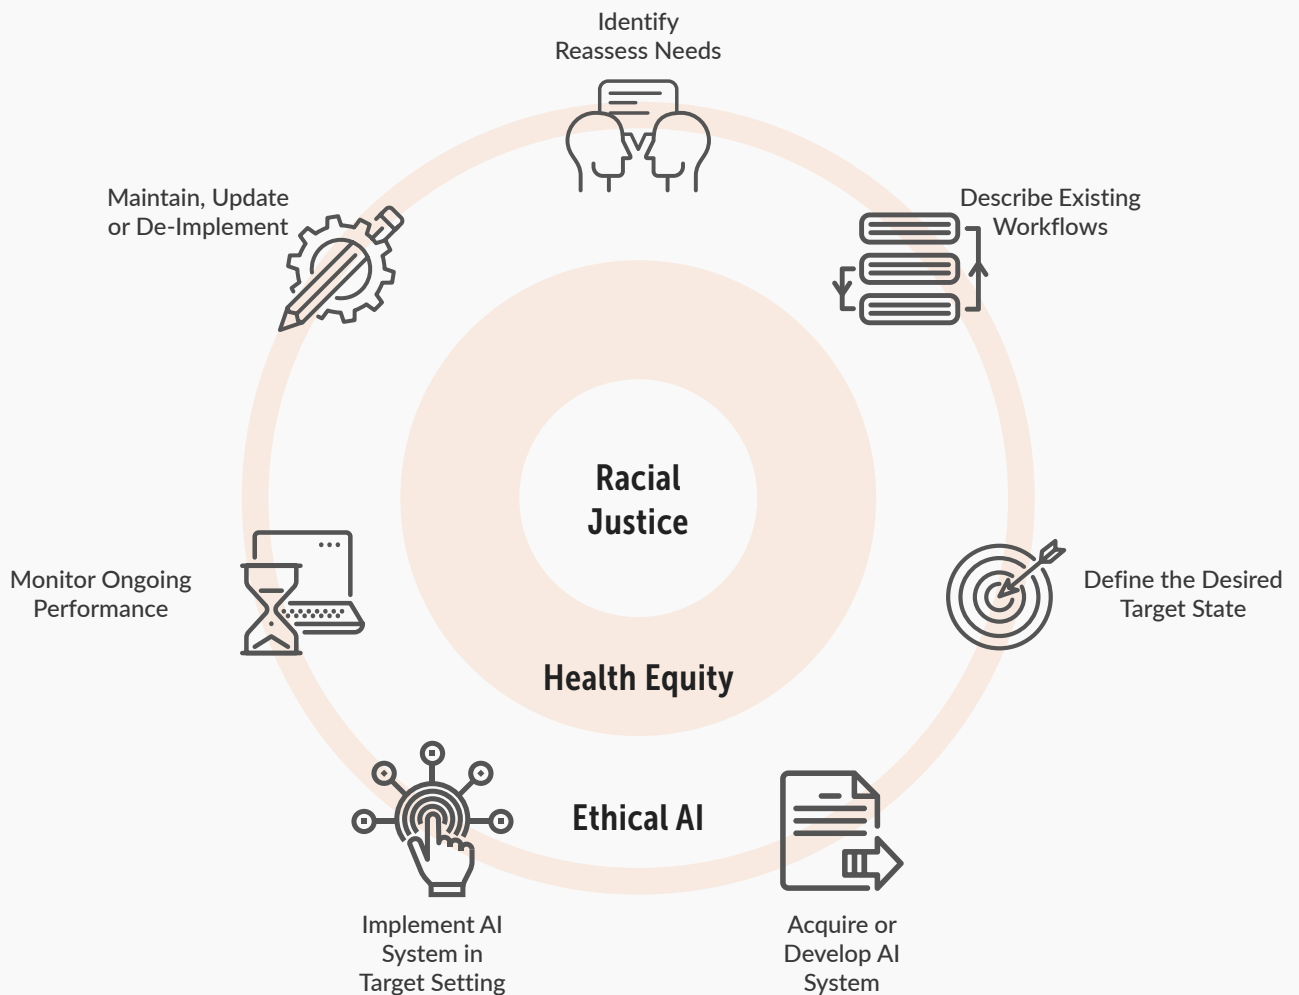 Identify
Reassess Needs
Describe Existing
Workflows
Define the Desired
Target State
Acquire or
Develop AI
System
Implement AI
System in
Target Setting
Monitor Ongoing
Performance
Maintain, Update
or De-Implement
Racial
Justice
Health Equity
Ethical AI